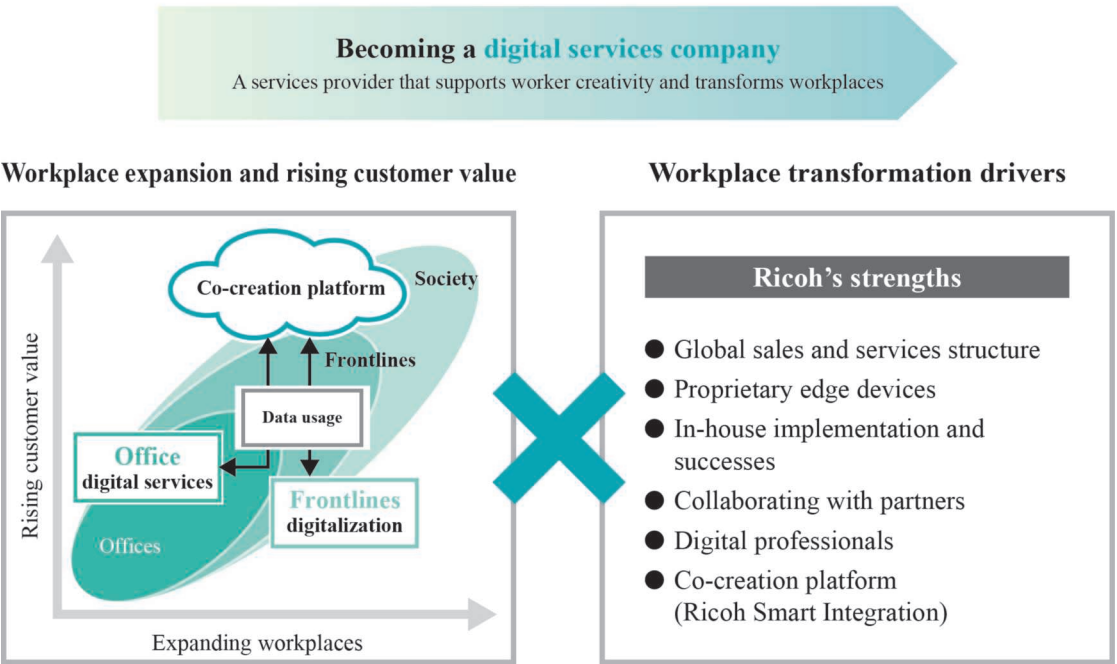 Becoming a digital services company
A services provider that supports worker creativity and transforms workplaces
Workplace expansion and rising customer value
Rising customer value
Co-creation platform
Society
Frontlines
Data usage
Office
digital services
Frontlines
digitalization
Offices
Expanding workplaces
Workplace transformation drivers
Ricoh's strengths
● Global sales and services structure
● Proprietary edge devices
● In-house implementation and
successes
● Collaborating with partners
● Digital professionals
● Co-creation platform
(Ricoh Smart Integration)